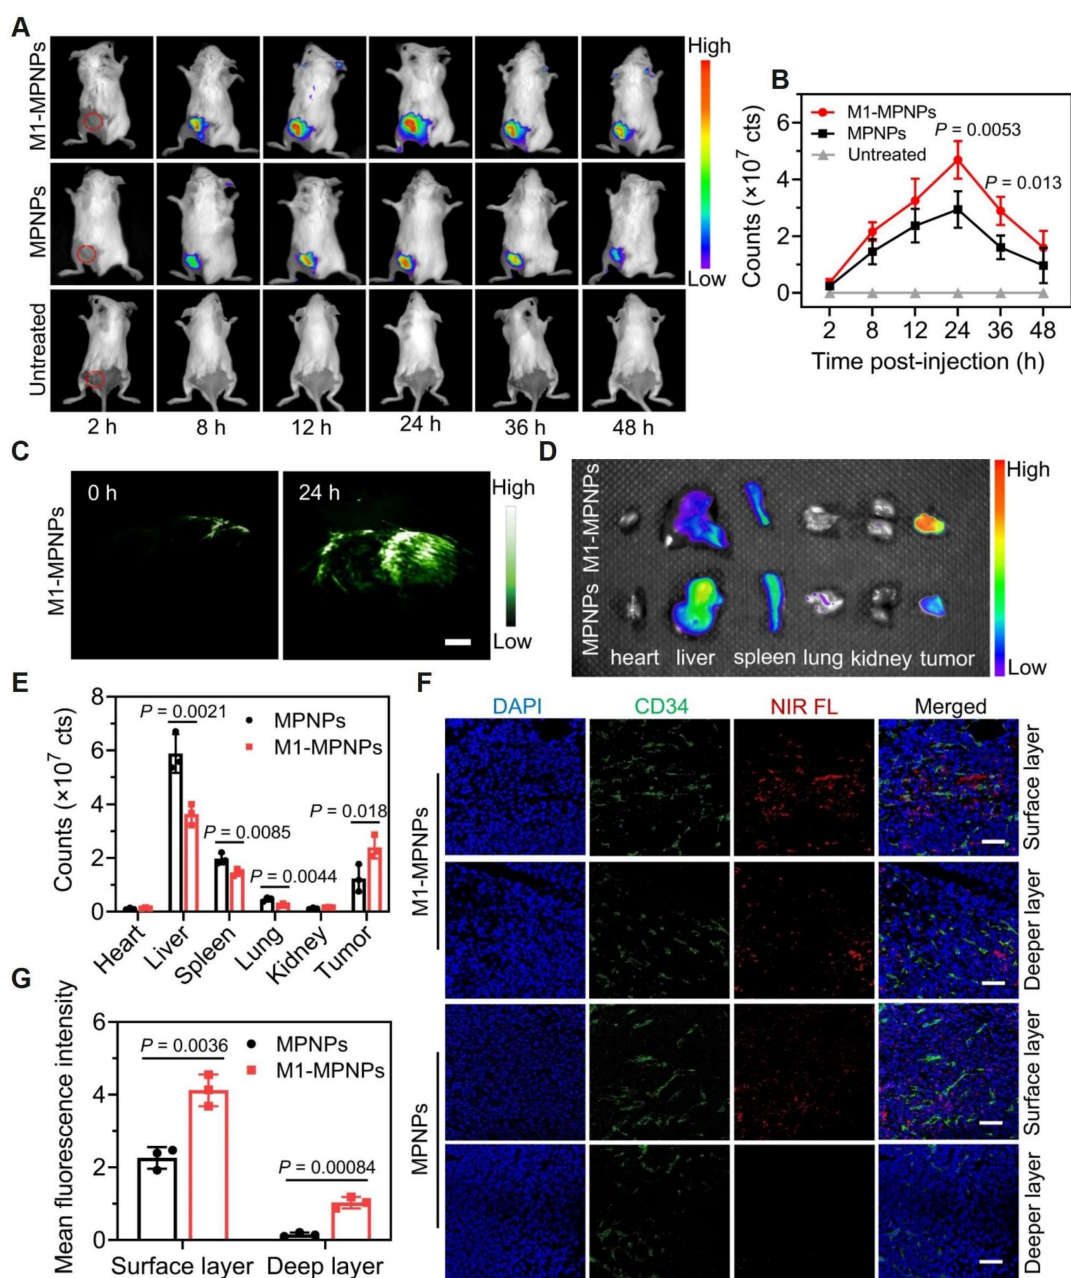 A
M1-MPNPs
MPNPs
Untreated
2 h
8 h
12 h
24 h
36 h
48 h
High
Low
B
Counts (×10⁷ cts)
6
4
2
0
M1-MPNPs
MPNPs
Untreated
P = 0.0053
P = 0.013
2
8
12
24
36
48
Time post-injection (h)
C
M1-MPNPs
0 h
24 h
High
Low
D
M1-MPNPs
MPNPs
heart
liver
spleen
lung
kidney
tumor
High
Low
E
Counts (×10⁷ cts)
8
6
4
2
0
P = 0.0021
MPNPs
M1-MPNPs
P = 0.0085
P = 0.0044
P = 0.018
Heart
Liver
Spleen
Lung
Kidney
Tumor
F
DAPI
CD34
NIR FL
Merged
M1-MPNPs
MPNPs
Surface layer
Deeper layer
Surface layer
Deeper layer
G
Mean fluorescence intensity
6
4
2
0
P = 0.0036
MPNPs
M1-MPNPs
P = 0.00084
Surface layer
Deep layer